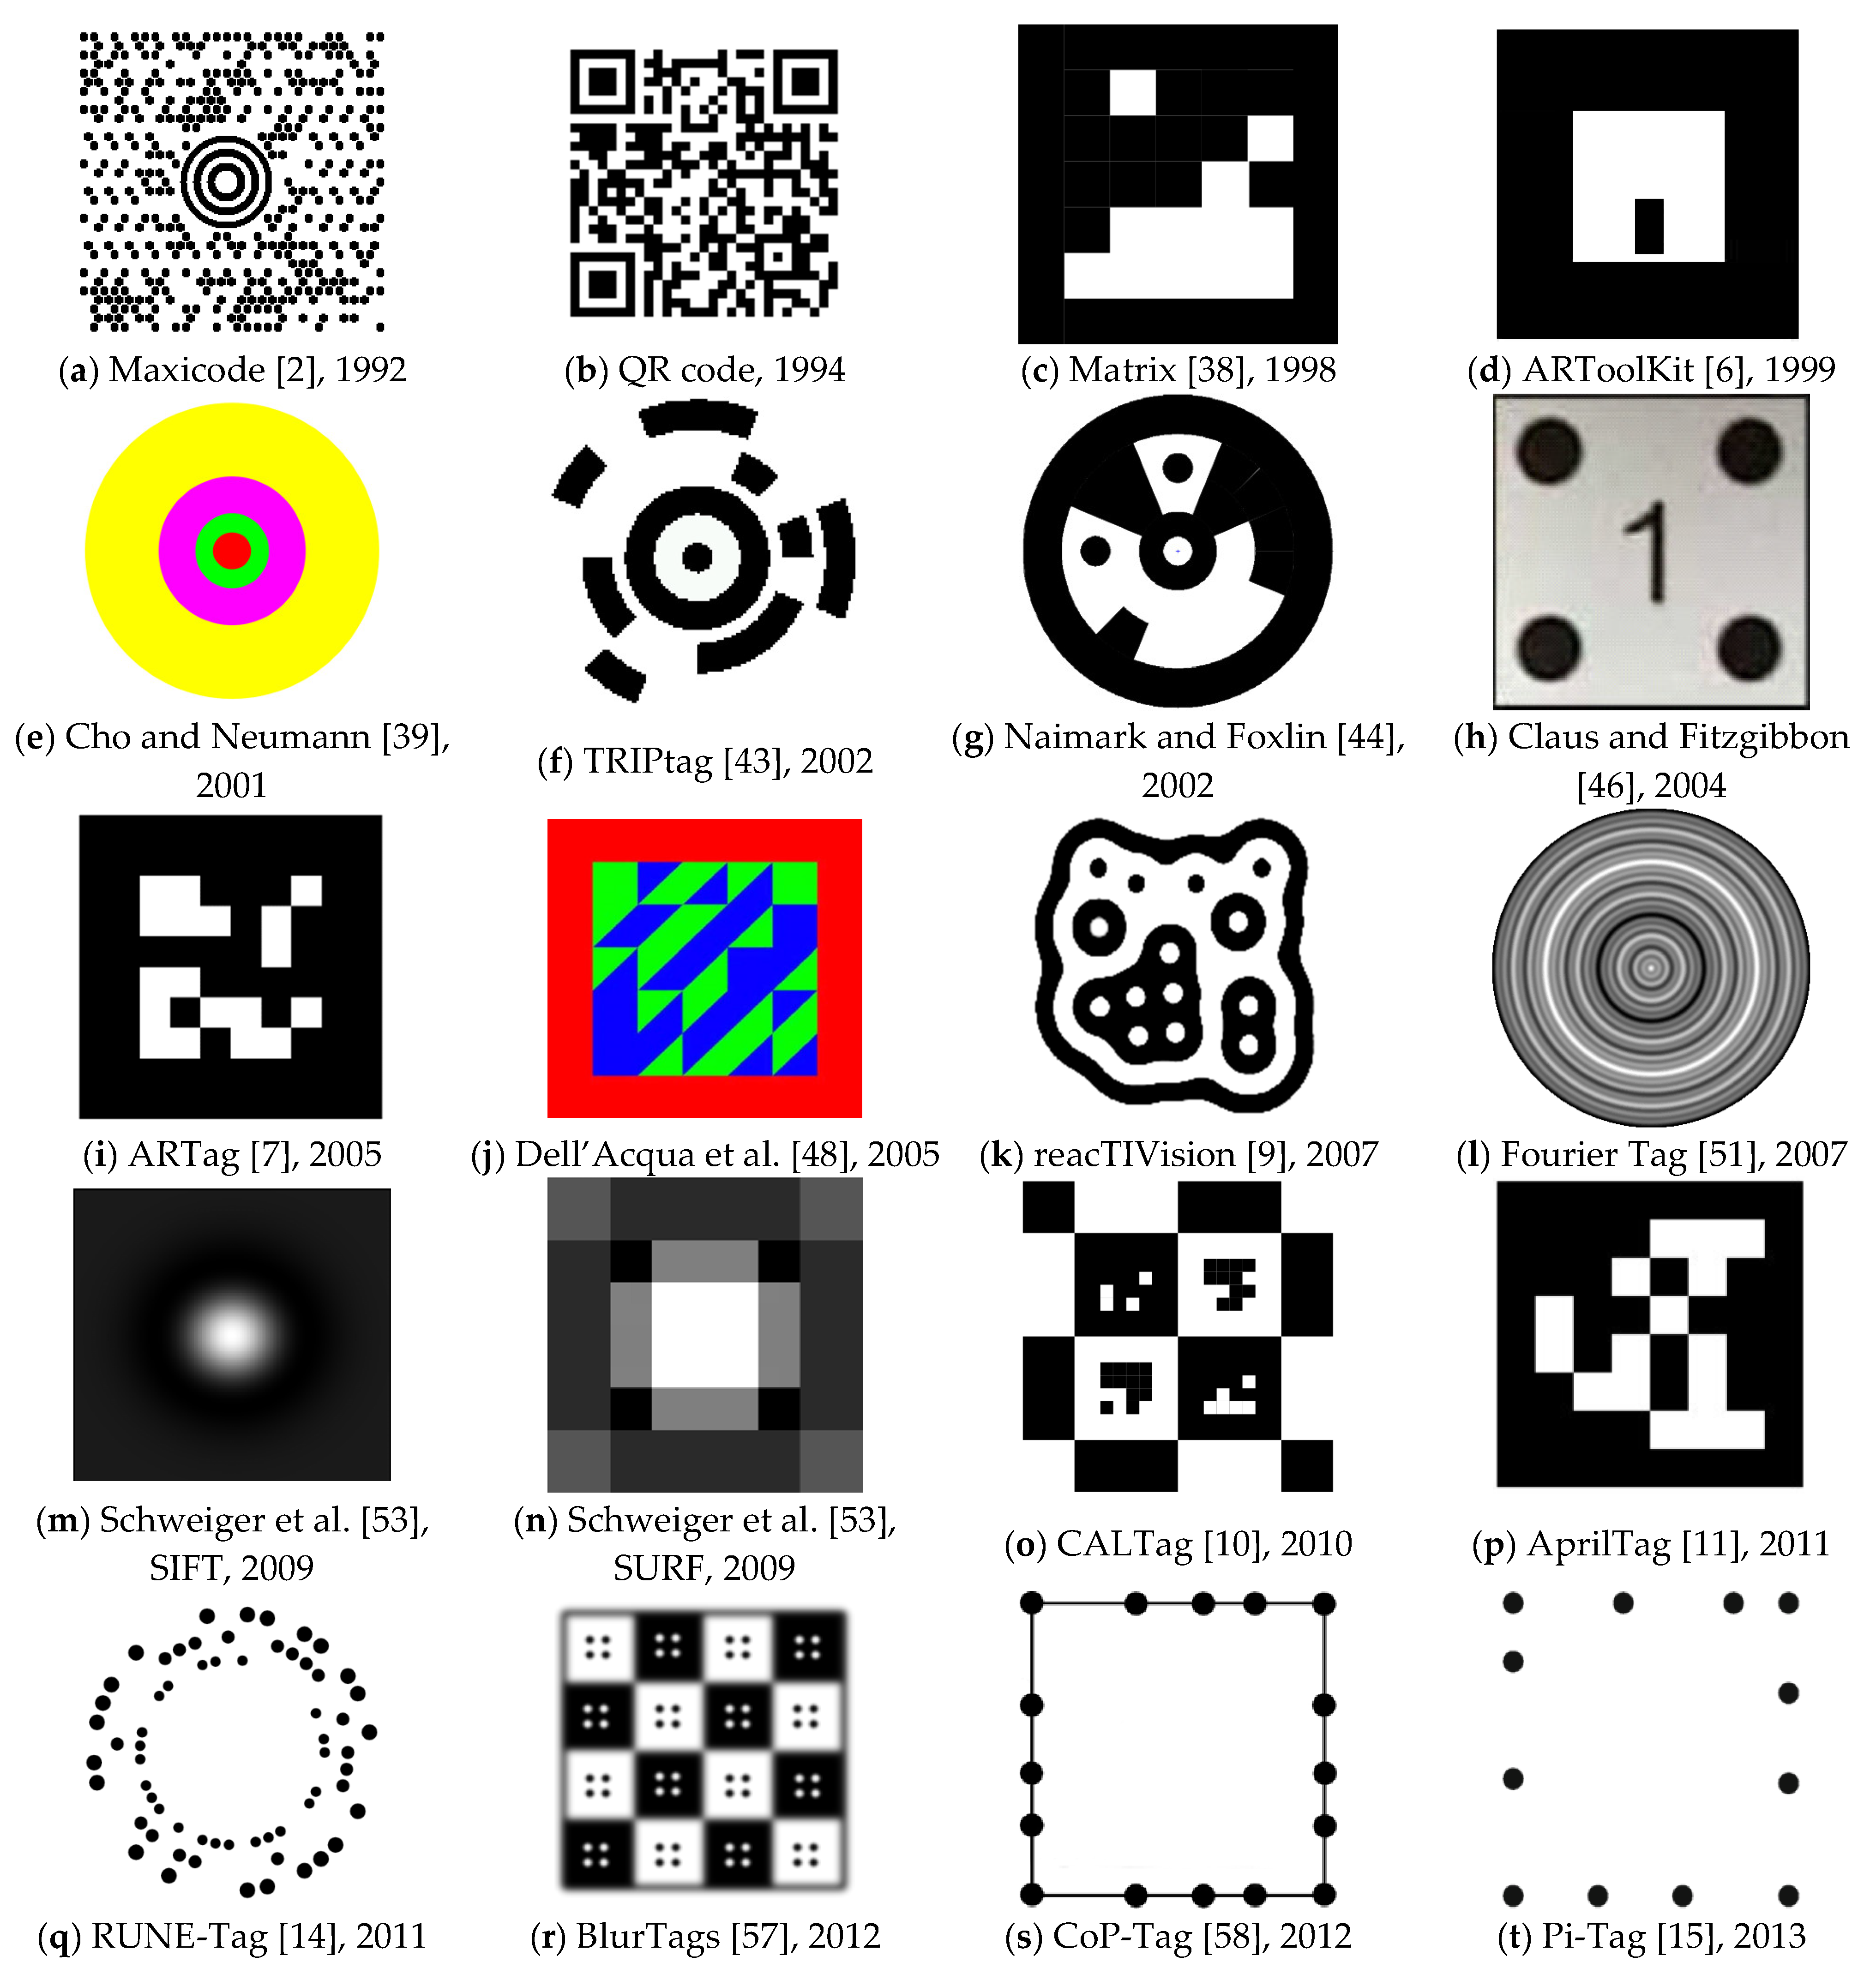 (a) Maxicode [2], 1992
(b) QR code, 1994
(c) Matrix [38], 1998
(d) ARToolKit [6], 1999
1
(e) Cho and Neumann [39],
2001
(f) TRIPtag [43], 2002
(g) Naimark and Foxlin [44],
2002
(h) Claus and Fitzgibbon
[46], 2004
(i) ARTag [7], 2005
(j) Dell’Acqua et al. [48], 2005
(k) reacTIVision [9], 2007
(l) Fourier Tag [51], 2007
(m) Schweiger et al. [53],
SIFT, 2009
(n) Schweiger et al. [53],
SURF, 2009
(o) CALTag [10], 2010
(p) AprilTag [11], 2011
(q) RUNE-Tag [14], 2011
(r) BlurTags [57], 2012
(s) CoP-Tag [58], 2012
(t) Pi-Tag [15], 2013